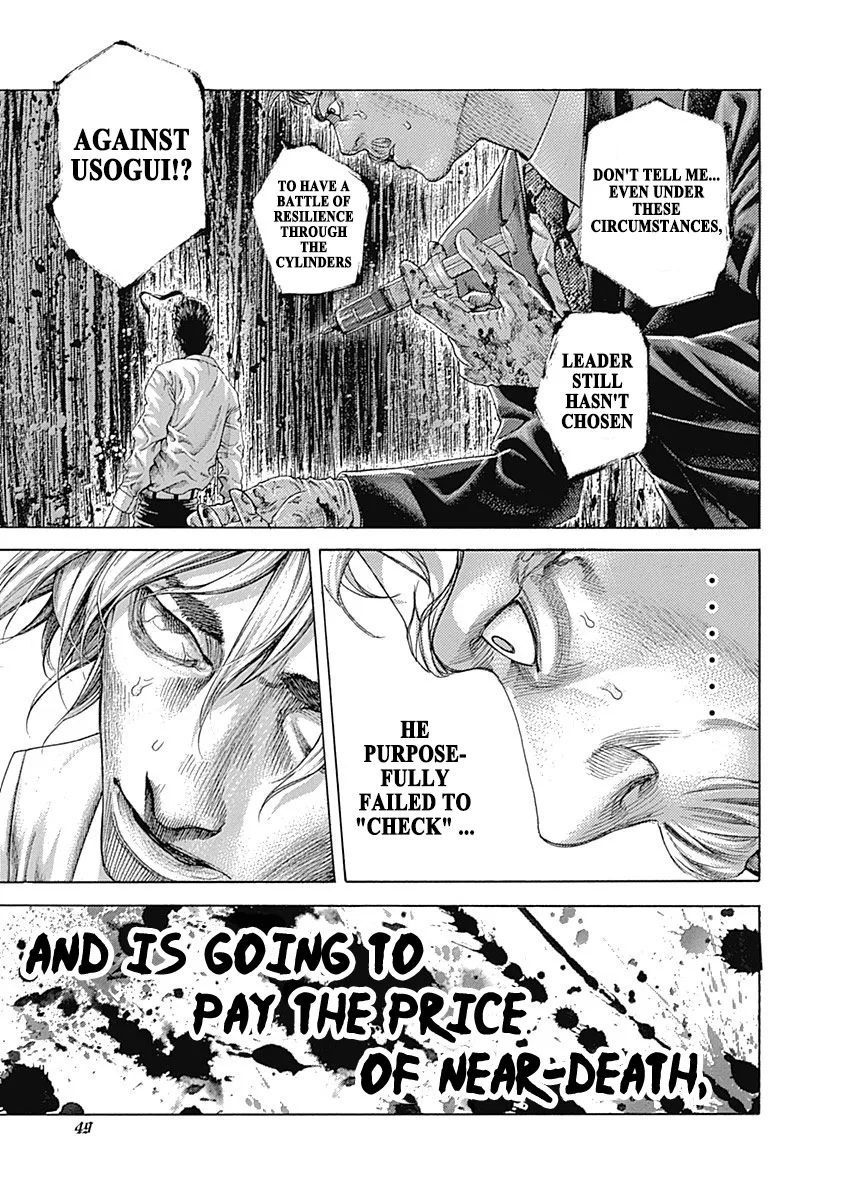 DON'T TELL ME...
EVEN UNDER
THESE
CIRCUMSTANCES,
LEADER
STILL
HASN'T
CHOSEN
TO HAVE A
BATTLE OF
RESILIENCE
THROUGH
THE
CYLINDERS
AGAINST
USOGUI!?
......
HE
PURPOSE-
FULLY
FAILED TO
"CHECK" ...
AND IS GOING TO
PAY THE PRICE
OF NEAR-DEATH,
49